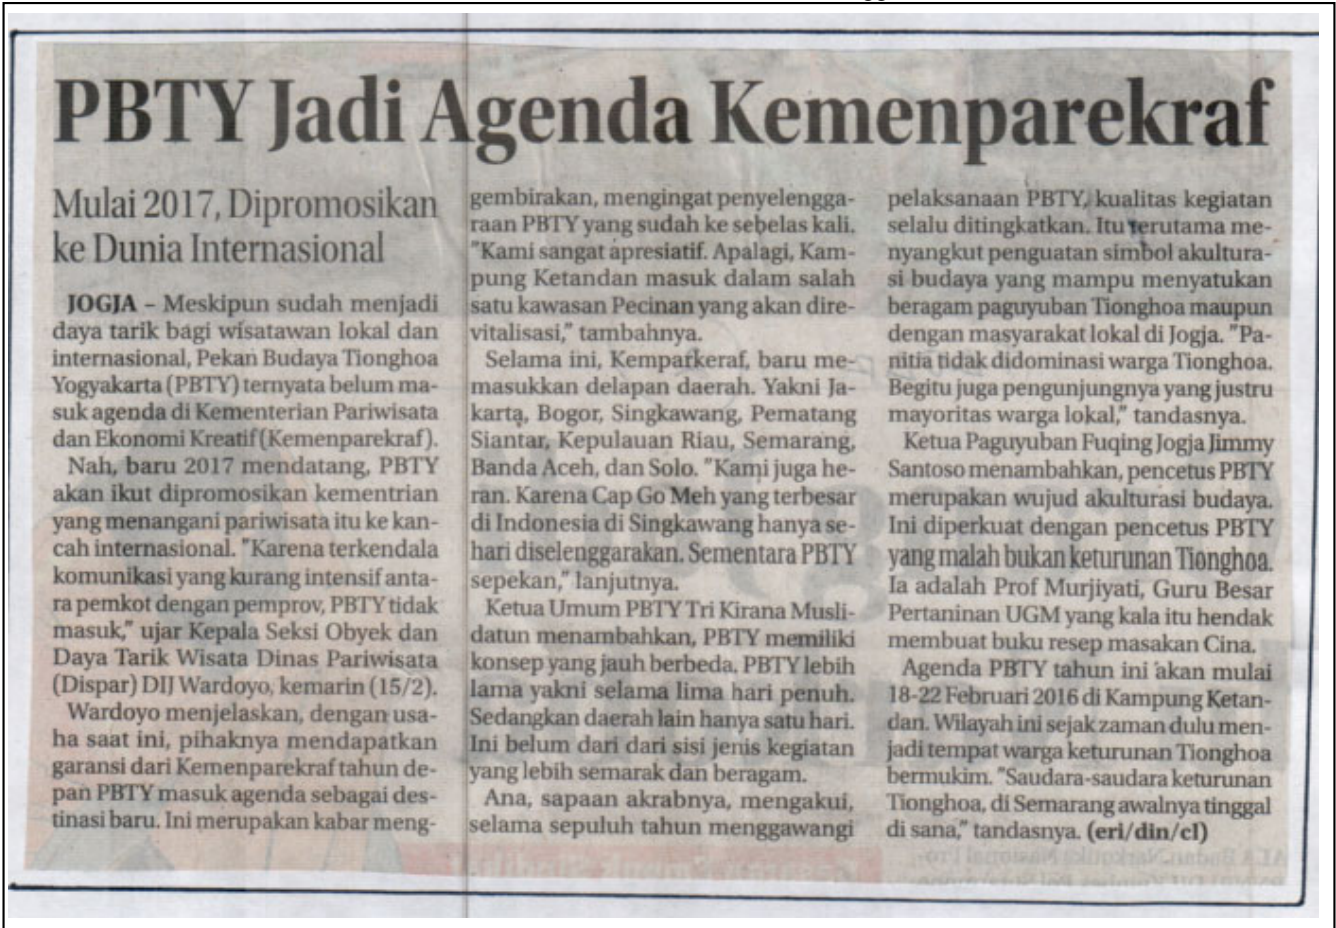 PBTY Jadi Agenda Kemenparekraf
Mulai 2017, Dipromosikan
ke Dunia Internasional
JOGJA – Meskipun sudah menjadi
daya tarik bagi wisatawan lokal dan
internasional, Pekan Budaya Tionghoa
Yogyakarta (PBTY) ternyata belum ma-
suk agenda di Kementerian Pariwisata
dan Ekonomi Kreatif (Kemenparekraf).
Nah, baru 2017 mendatang, PBTY
akan ikut dipromosikan kementrian
yang menangani pariwisata itu ke kan-
cah internasional. "Karena terkendala
komunikasi yang kurang intensif anta-
ra pemkot dengan pemprov, PBTY tidak
masuk," ujar Kepala Seksi Obyek dan
Daya Tarik Wisata Dinas Pariwisata
(Dispar) DIJ Wardoyo, kemarin (15/2).
Wardoyo menjelaskan, dengan usa-
ha saat ini, pihaknya mendapatkan
garansi dari Kemenparekraf tahun de-
pan PBTY masuk agenda sebagai des-
tinasi baru. Ini merupakan kabar meng-
gembirakan, mengingat penyelengga-
raan PBTY yang sudah ke sebelas kali.
"Kami sangat apresiatif. Apalagi, Kam-
pung Ketandan masuk dalam salah
satu kawasan Pecinan yang akan dire-
vitalisasi," tambahnya.
Selama ini, Kemparkeraf, baru me-
masukkan delapan daerah. Yakni Ja-
karta, Bogor, Singkawang, Pematang
Siantar, Kepulauan Riau, Semarang,
Banda Aceh, dan Solo. "Kami juga he-
ran. Karena Cap Go Meh yang terbesar
di Indonesia di Singkawang hanya se-
hari diselenggarakan. Sementara PBTY
sepekan," lanjutnya.
Ketua Umum PBTY Tri Kirana Musli-
datun menambahkan, PBTY memiliki
konsep yang jauh berbeda. PBTY lebih
lama yakni selama lima hari penuh.
Sedangkan daerah lain hanya satu hari.
Ini belum dari dari sisi jenis kegiatan
yang lebih semarak dan beragam.
Ana, sapaan akrabnya, mengakui,
selama sepuluh tahun menggawangi
pelaksanaan PBTY, kualitas kegiatan
selalu ditingkatkan. Itu terutama me-
nyangkut penguatan simbol akultura-
si budaya yang mampu menyatukan
beragam paguyuban Tionghoa maupun
dengan masyarakat lokal di Jogja. "Pa-
nitia tidak didominasi warga Tionghoa.
Begitu juga pengunjungnya yang justru
mayoritas warga lokal," tandasnya.
Ketua Paguyuban Fuqing Jogja Jimmy
Santoso menambahkan, pencetus PBTY
merupakan wujud akulturasi budaya.
Ini diperkuat dengan pencetus PBTY
yang malah bukan keturunan Tionghoa.
Ia adalah Prof Murjiyati, Guru Besar
Pertaninan UGM yang kala itu hendak
membuat buku resep masakan Cina.
Agenda PBTY tahun ini akan mulai
18-22 Februari 2016 di Kampung Ketan-
dan. Wilayah ini sejak zaman dulu men-
jadi tempat warga keturunan Tionghoa
bermukim. "Saudara-saudara keturunan
Tionghoa, di Semarang awalnya tinggal
di sana," tandasnya. (eri/din/cl)